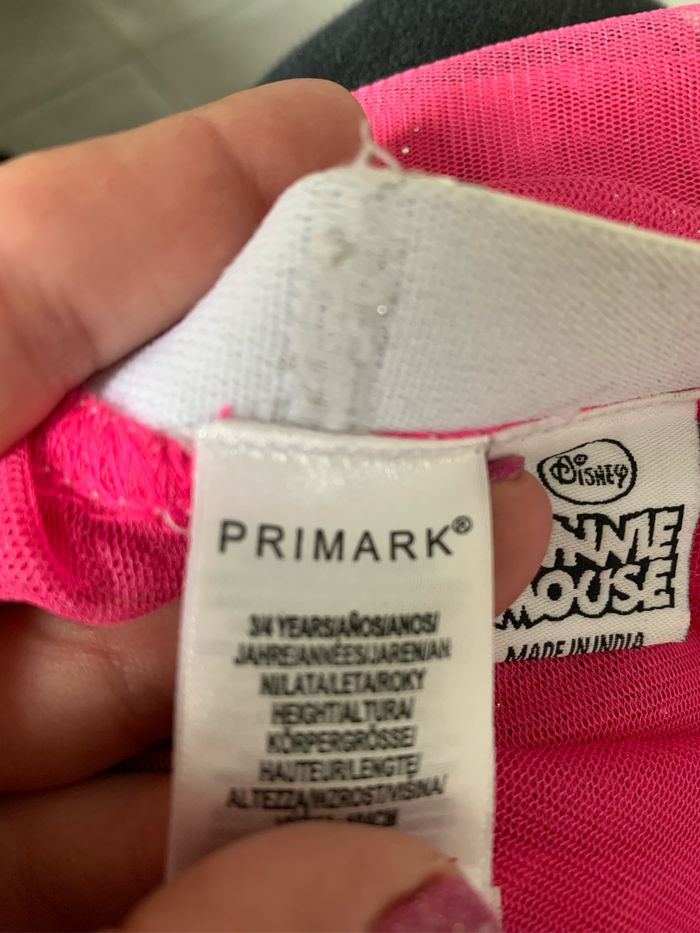 PRIMARK®
3/4 YEARS/AÑOS/ANOS/
JAHRE/ANNÉES/JAREN/AN
NI/LATA/LETA/ROKY
HEIGHT/ALTURA/
KÖRPERGRÖSSE/
HAUTEUR/LENGTE/
ALTEZZA/WZROST/VISINA/
DISNEY
MOUSE
MADE IN INDIA